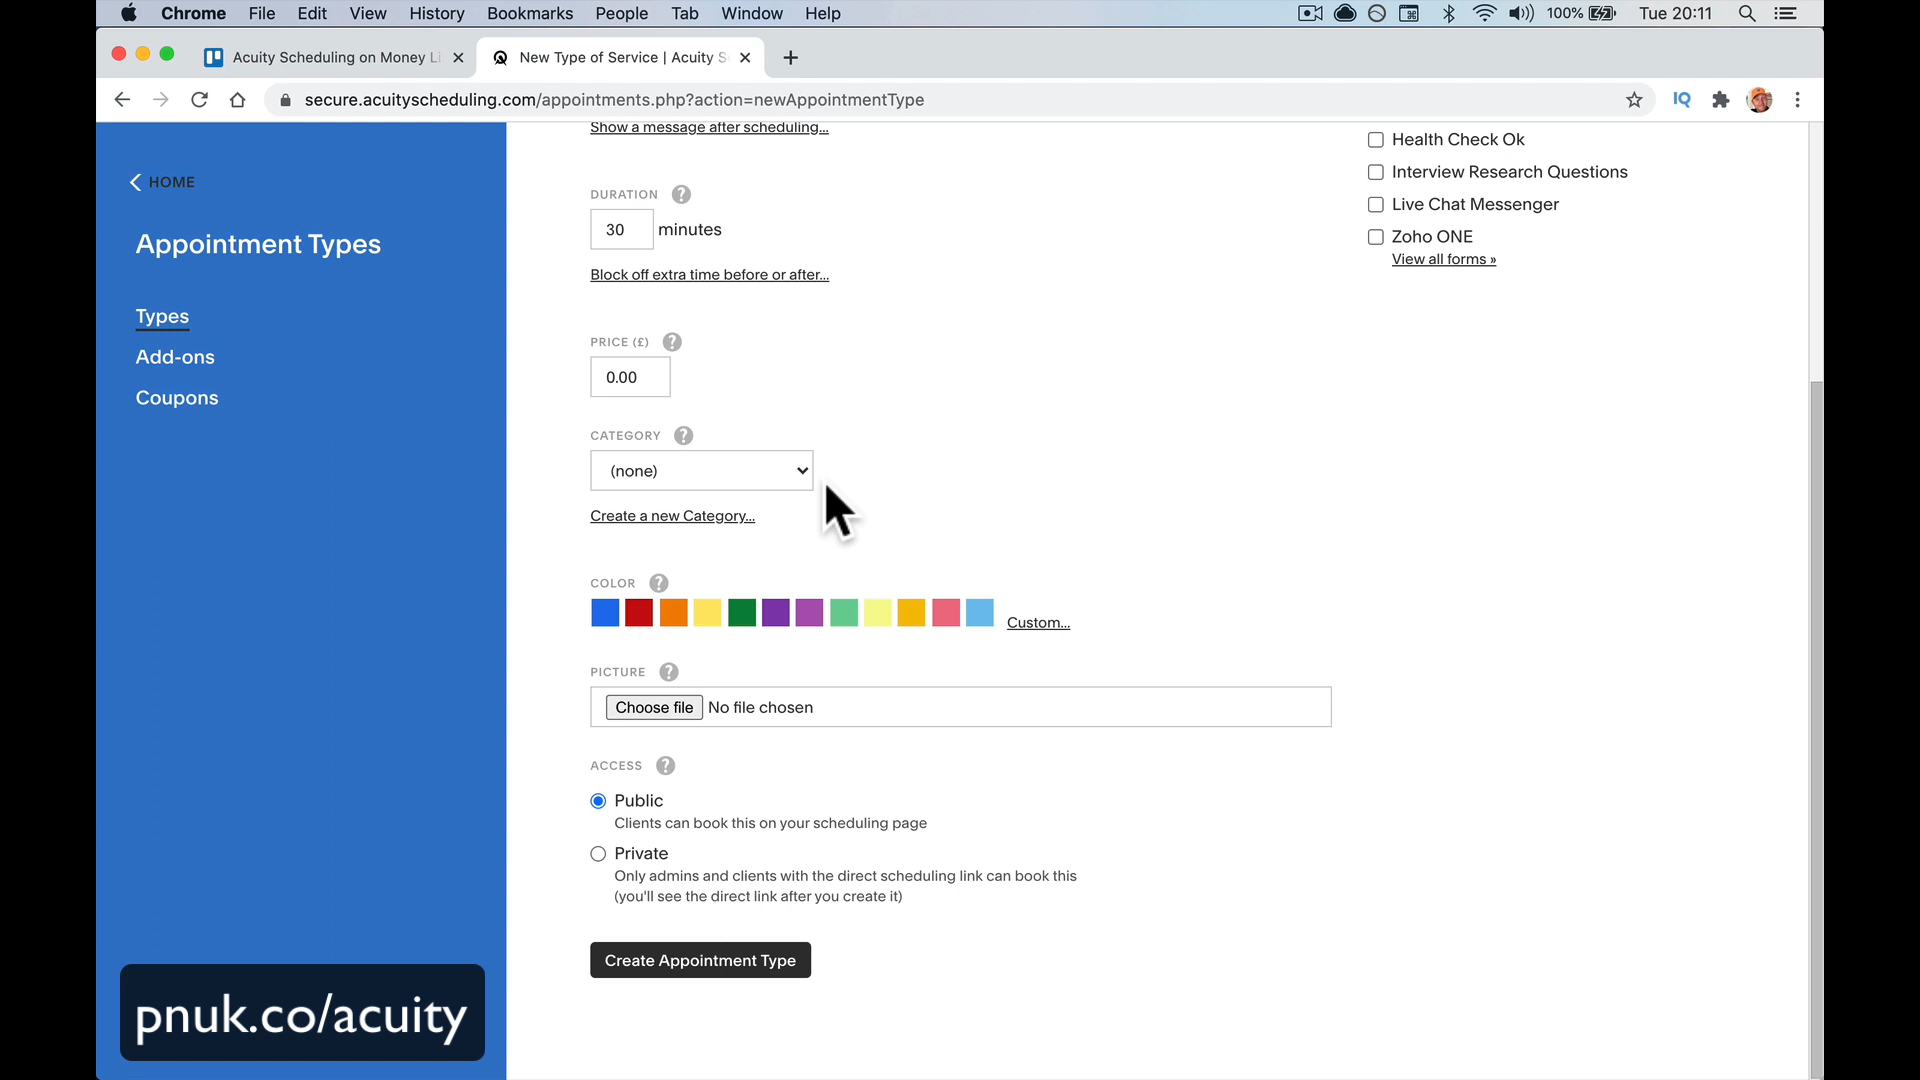 Chrome File Edit View History Bookmarks People Tab Window Help 100% Tue 20:11
Acuity Scheduling on Money Li
New Type of Service | Acuity S
secure.acuityscheduling.com/appointments.php?action=newAppointmentType
IQ
HOME
Appointment Types
Types
Add-ons
Coupons
Show a message after scheduling...
DURATION ?
30 minutes
Block off extra time before or after...
PRICE (£) ?
0.00
CATEGORY ?
(none)
Create a new Category...
COLOR ?
Custom...
PICTURE ?
Choose file No file chosen
ACCESS ?
Public
Clients can book this on your scheduling page
Private
Only admins and clients with the direct scheduling link can book this
(you'll see the direct link after you create it)
Create Appointment Type
Health Check Ok
Interview Research Questions
Live Chat Messenger
Zoho ONE
View all forms »
pnuk.co/acuity